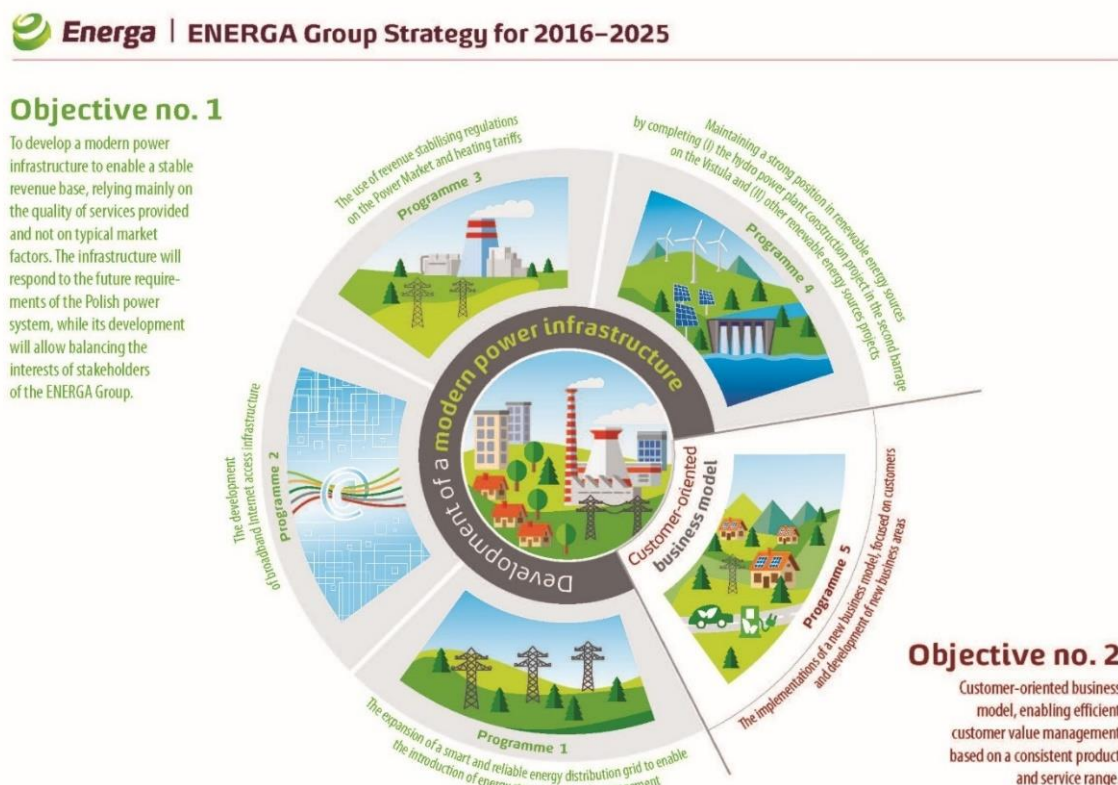 Energa | ENERGA Group Strategy for 2016–2025
Objective no. 1
To develop a modern power
infrastructure to enable a stable
revenue base, relying mainly on
the quality of services provided
and not on typical market
factors. The infrastructure will
respond to the future require-
ments of the Polish power
system, while its development
will allow balancing the
interests of stakeholders
of the ENERGA Group.
The use of revenue stabilising regulations
on the Power Market and heating tariffs
Programme 3
Maintaining a strong position in renewable energy sources
by completing (I) the hydro power plant construction project in the second barrage
on the Vistula and (II) other renewable energy sources projects
Programme 4
The development
of broadband Internet access infrastructure
Programme 2
Development of a modern power infrastructure
Customer-oriented
business model
Programme 5
The implementations of a new business model, focused on customers
and development of new business areas
Programme 1
The expansion of a smart and reliable energy distribution grid to enable
the introduction of energy
Objective no. 2
Customer-oriented business
model, enabling efficient
customer value management
based on a consistent product
and service range